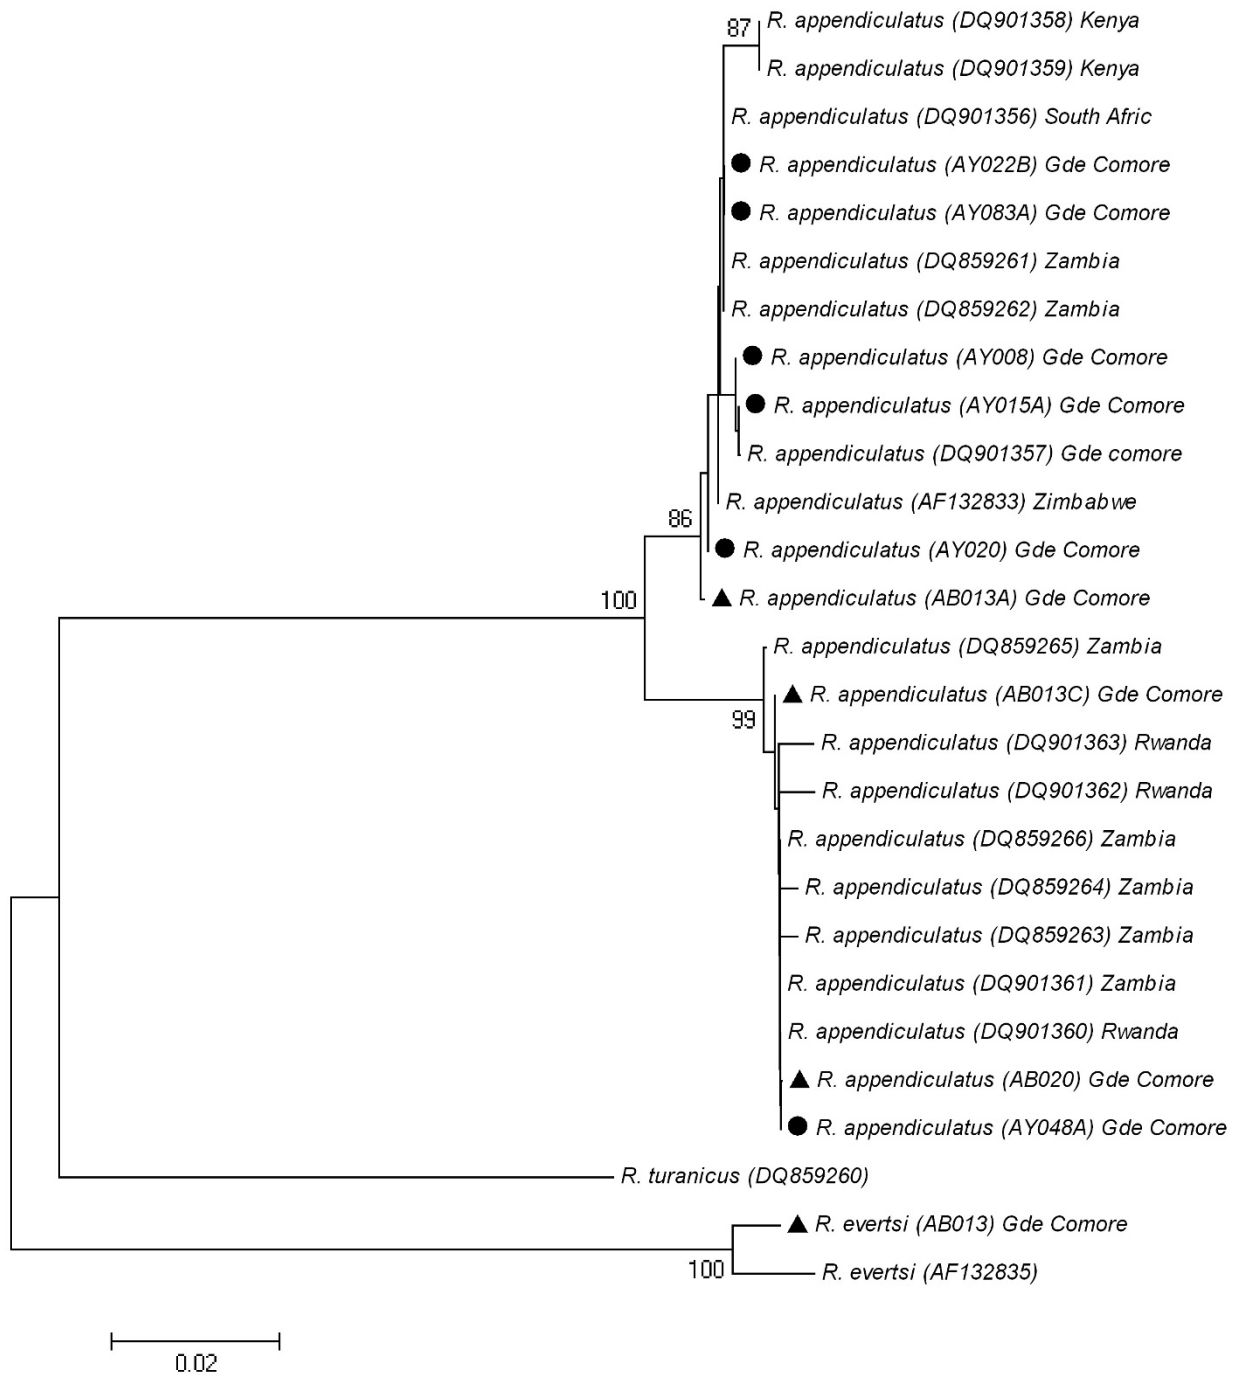 87
R. appendiculatus (DQ901358) Kenya
R. appendiculatus (DQ901359) Kenya
R. appendiculatus (DQ901356) South Afric
R. appendiculatus (AY022B) Gde Comore
R. appendiculatus (AY083A) Gde Comore
R. appendiculatus (DQ859261) Zambia
R. appendiculatus (DQ859262) Zambia
R. appendiculatus (AY008) Gde Comore
R. appendiculatus (AY015A) Gde Comore
R. appendiculatus (DQ901357) Gde comore
R. appendiculatus (AF132833) Zimbabwe
86
R. appendiculatus (AY020) Gde Comore
R. appendiculatus (AB013A) Gde Comore
100
R. appendiculatus (DQ859265) Zambia
R. appendiculatus (AB013C) Gde Comore
99
R. appendiculatus (DQ901363) Rwanda
R. appendiculatus (DQ901362) Rwanda
R. appendiculatus (DQ859266) Zambia
R. appendiculatus (DQ859264) Zambia
R. appendiculatus (DQ859263) Zambia
R. appendiculatus (DQ901361) Zambia
R. appendiculatus (DQ901360) Rwanda
R. appendiculatus (AB020) Gde Comore
R. appendiculatus (AY048A) Gde Comore
R. turanicus (DQ859260)
R. evertsi (AB013) Gde Comore
100
R. evertsi (AF132835)
0.02